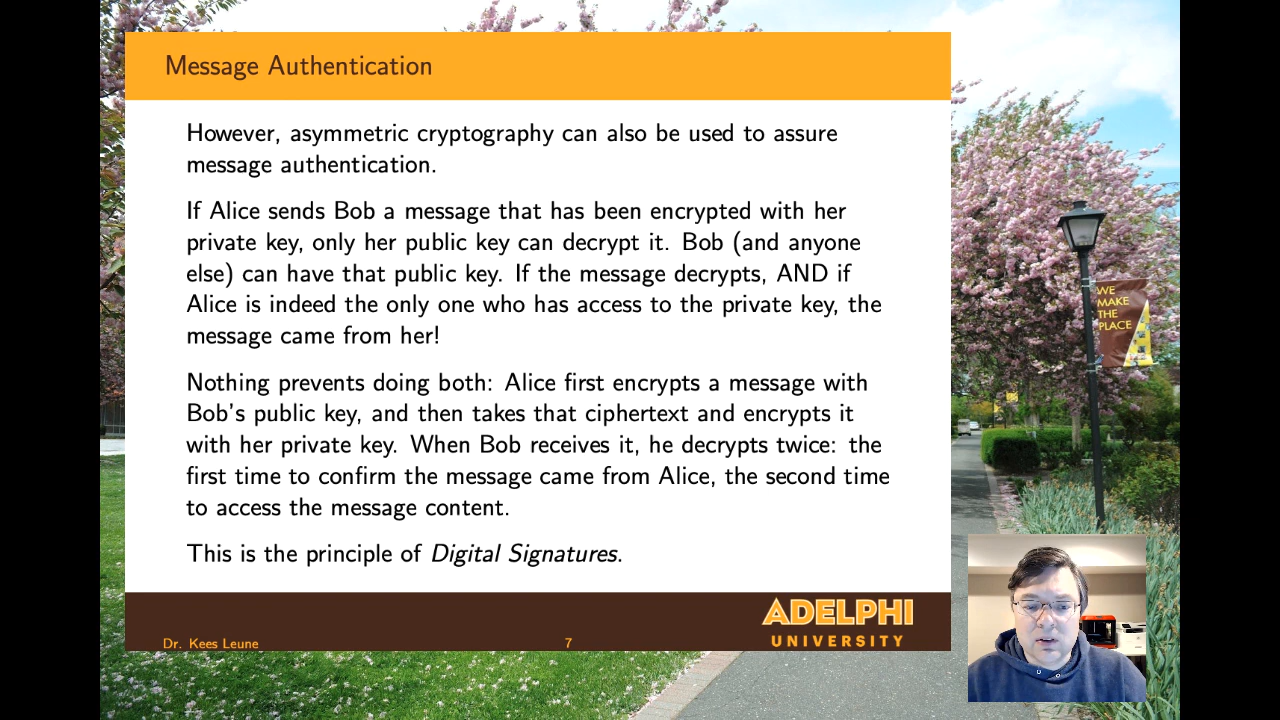 Message Authentication
However, asymmetric cryptography can also be used to assure
message authentication.
If Alice sends Bob a message that has been encrypted with her
private key, only her public key can decrypt it. Bob (and anyone
else) can have that public key. If the message decrypts, AND if
Alice is indeed the only one who has access to the private key, the
message came from her!
Nothing prevents doing both: Alice first encrypts a message with
Bob's public key, and then takes that ciphertext and encrypts it
with her private key. When Bob receives it, he decrypts twice: the
first time to confirm the message came from Alice, the second time
to access the message content.
This is the principle of Digital Signatures.
Dr. Kees Leune
7
ADELPHI
UNIVERSITY
WE
MAKE
THE
PLACE